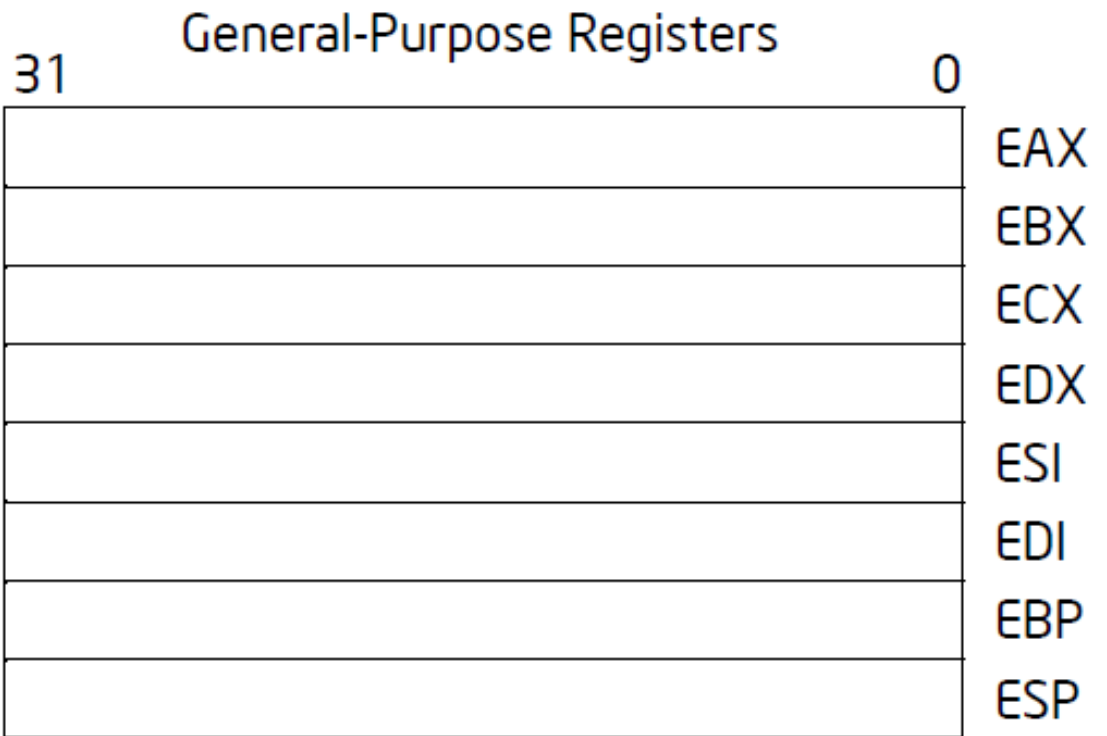 General-Purpose Registers
31 0
EAX
EBX
ECX
EDX
ESI
EDI
EBP
ESP